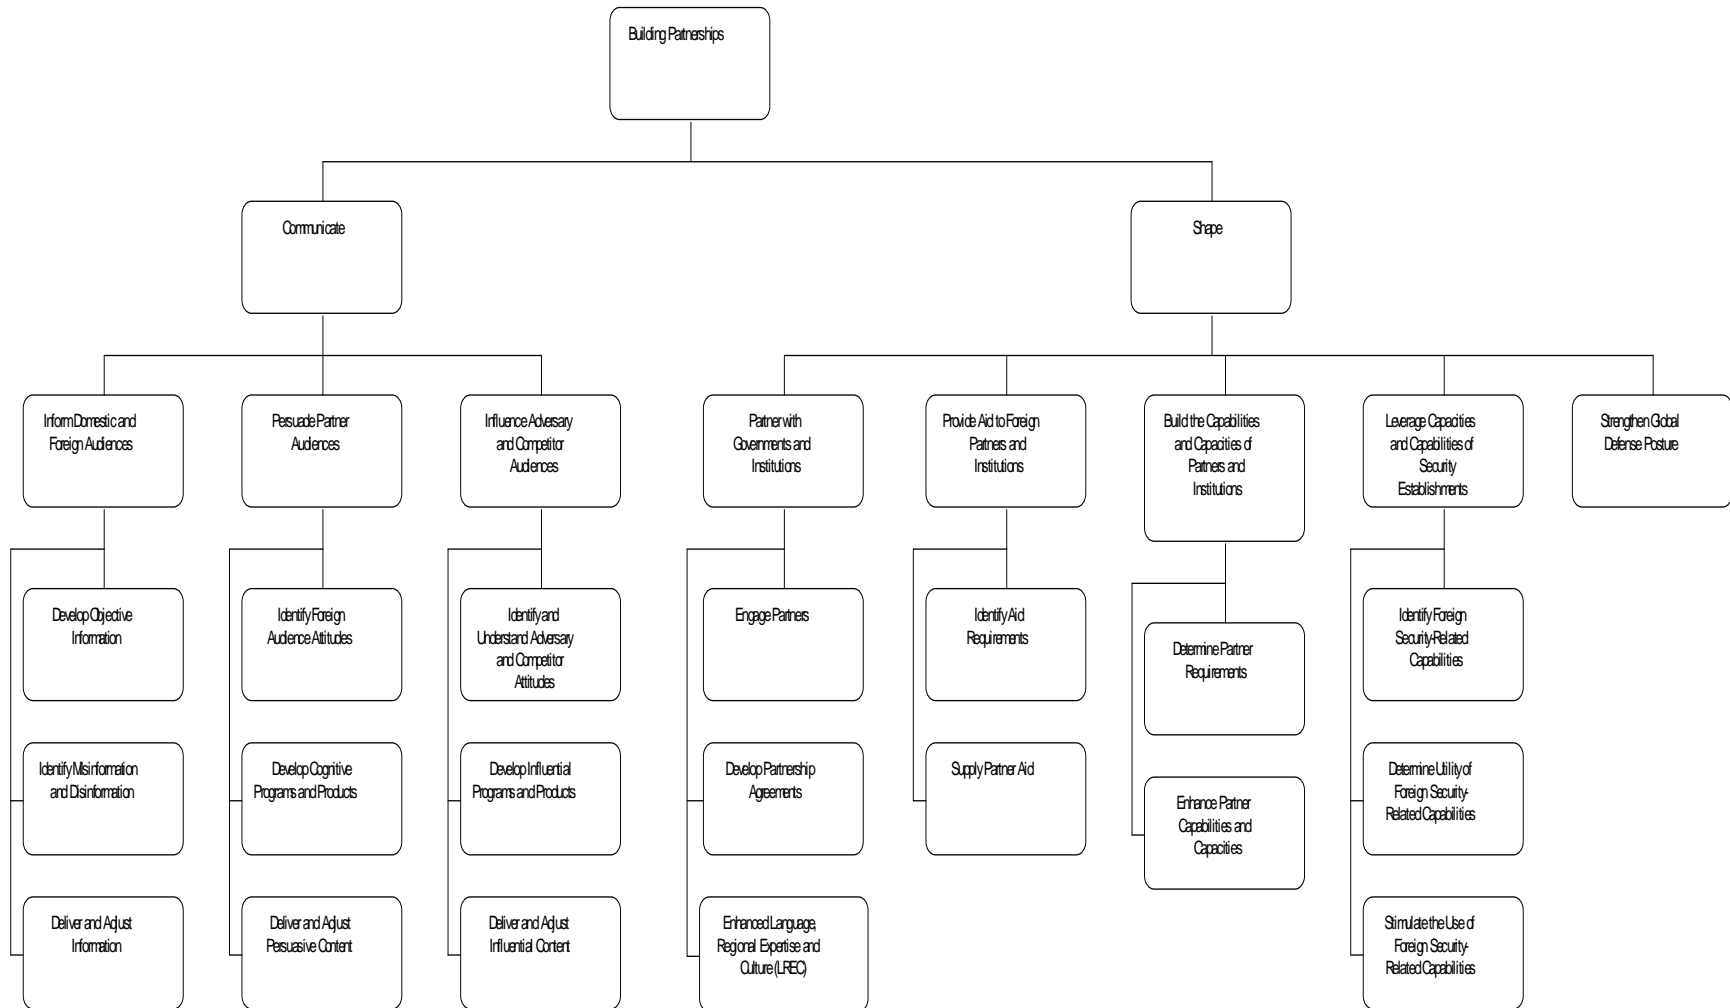 Building Partnerships
Communicate
Shape
Inform Domestic and
Foreign Audiences
Persuade Partner
Audiences
Influence Adversary
and Competitor
Audiences
Partner with
Governments and
Institutions
Provide Aid to Foreign
Partners and
Institutions
Build the Capabilities
and Capacities of
Partners and
Institutions
Leverage Capacities
and Capabilities of
Security
Establishments
Strengthen Global
Defense Posture
Develop Objective
Information
Identify Foreign
Audience Attitudes
Identify and
Understand Adversary
and Competitor
Attitudes
Engage Partners
Identify Aid
Requirements
Determine Partner
Requirements
Identify Foreign
Security-Related
Capabilities
Identify Misinformation
and Disinformation
Develop Cognitive
Programs and Products
Develop Influential
Programs and Products
Develop Partnership
Agreements
Supply Partner Aid
Enhance Partner
Capabilities and
Capacities
Determine Utility of
Foreign Security-
Related Capabilities
Deliver and Adjust
Information
Deliver and Adjust
Persuasive Content
Deliver and Adjust
Influential Content
Enhanced Language,
Regional Expertise and
Culture (LREC)
Stimulate the Use of
Foreign Security-
Related Capabilities